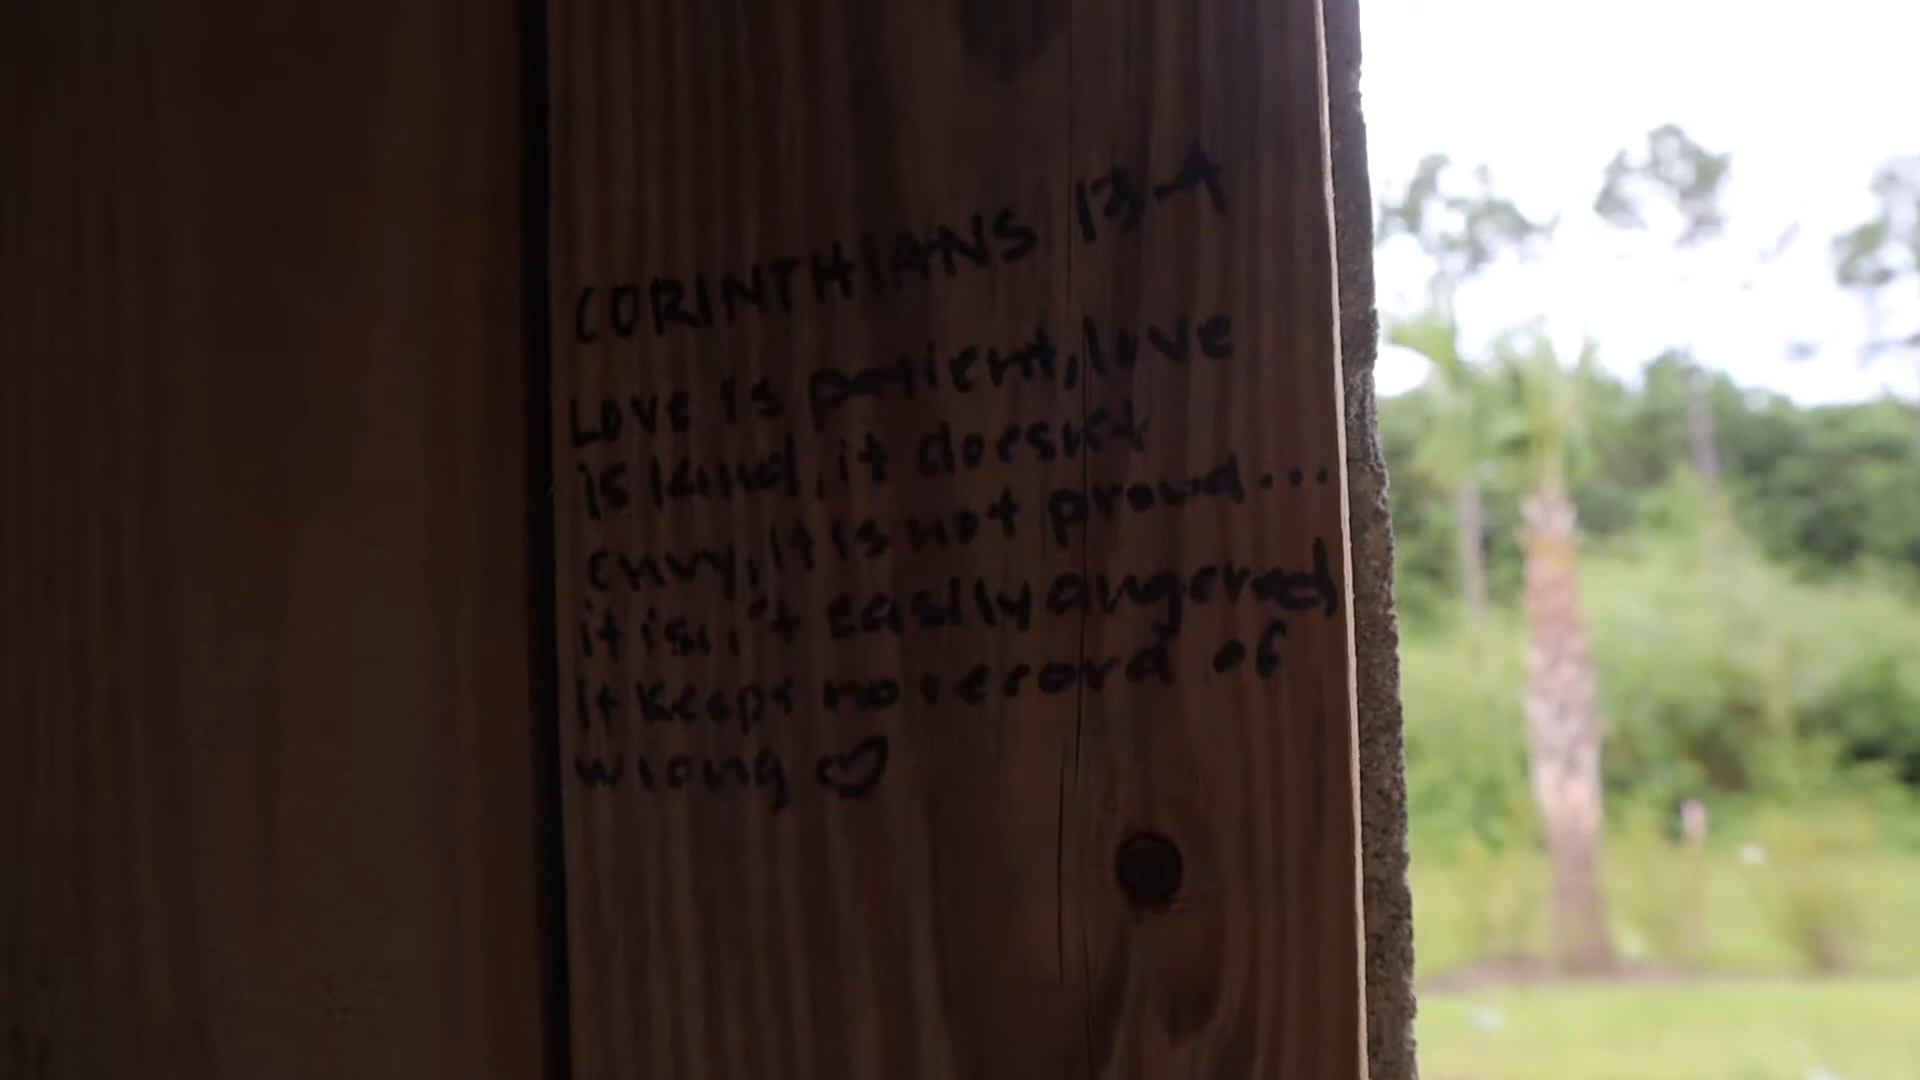 CORINTHIANS 13-4
Love is patient, love
is kind, it doesnt
envy, it is not proud...
it isn't easily angered
it keeps no record of
wrong ♡